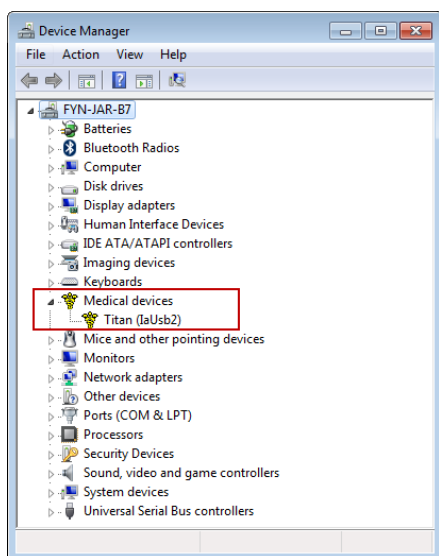 Device Manager
File Action View Help
FYN-JAR-B7
Batteries
Bluetooth Radios
Computer
Disk drives
Display adapters
Human Interface Devices
IDE ATA/ATAPI controllers
Imaging devices
Keyboards
Medical devices
Titan (IaUsb2)
Mice and other pointing devices
Monitors
Network adapters
Other devices
Ports (COM & LPT)
Processors
Security Devices
Sound, video and game controllers
System devices
Universal Serial Bus controllers